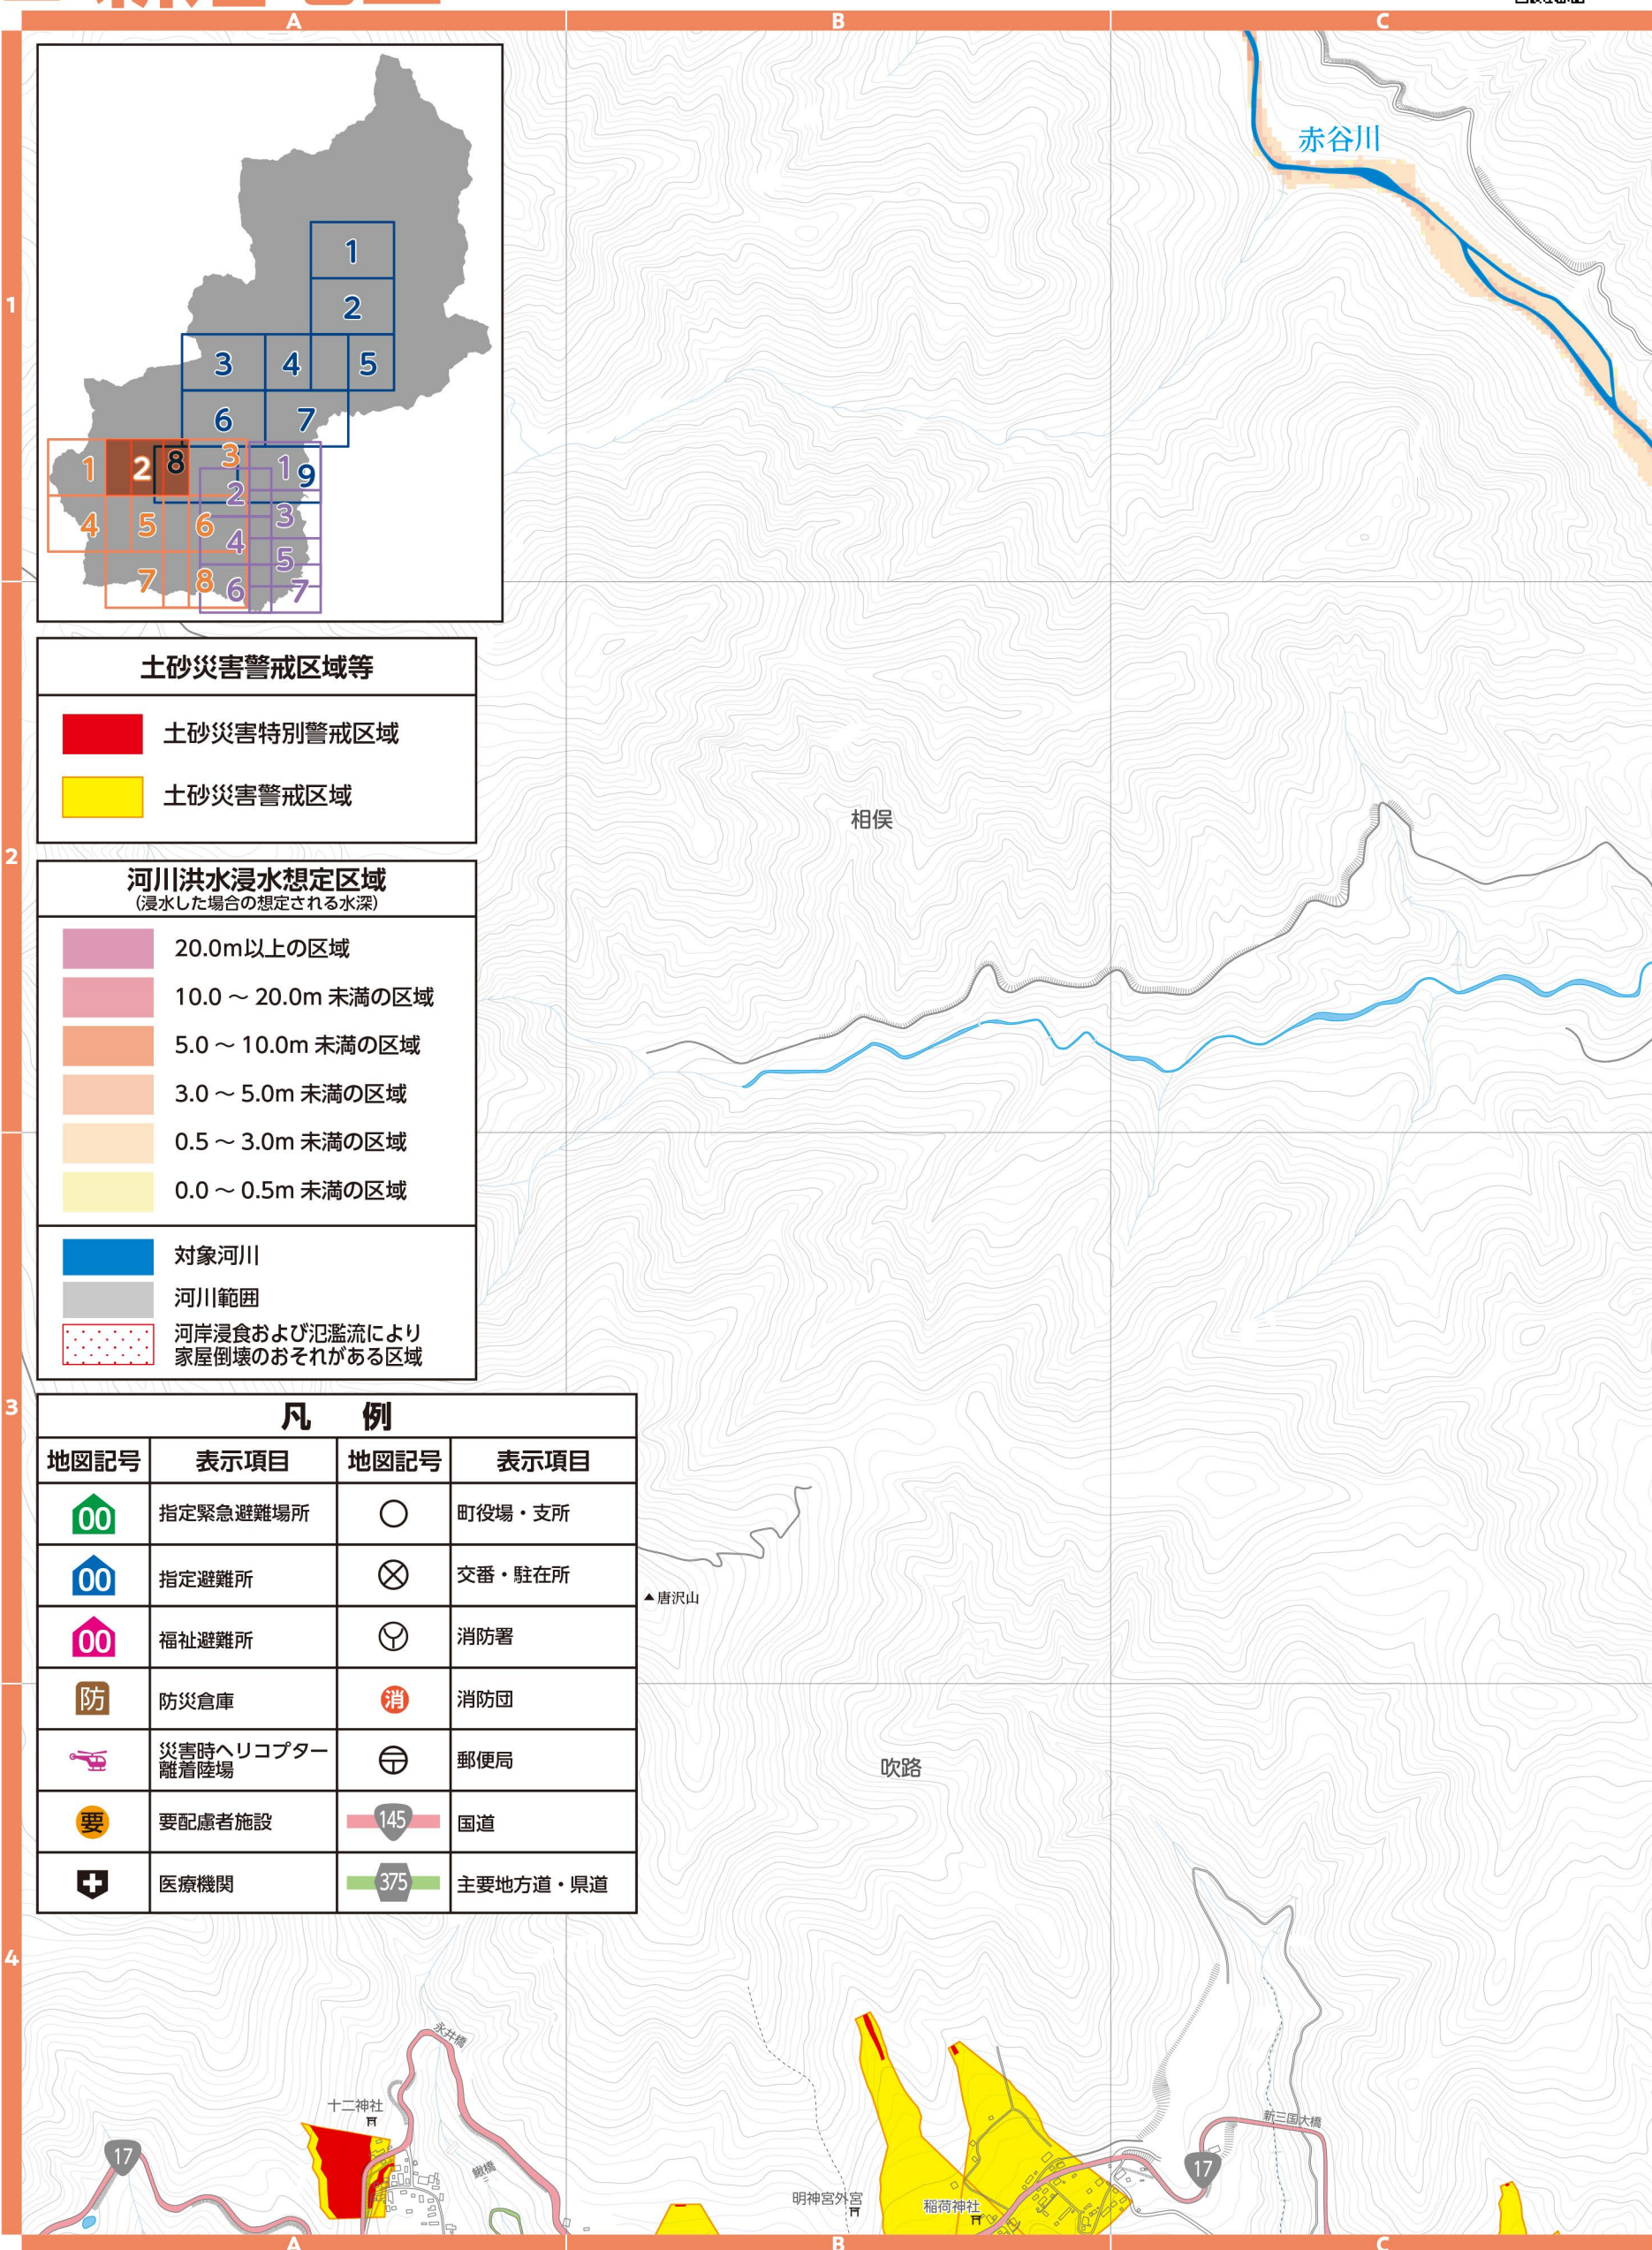 A B C
赤谷川
1
1
2
3 4 5
6 7
1 2 8 3 1 9
2
4 5 6 3
4
5
7 8 6 7
土砂災害警戒区域等
土砂災害特別警戒区域
土砂災害警戒区域
相俣
2
河川洪水浸水想定区域
(浸水した場合の想定される水深)
20.0m以上の区域
10.0 ～ 20.0m 未満の区域
5.0 ～ 10.0m 未満の区域
3.0 ～ 5.0m 未満の区域
0.5 ～ 3.0m 未満の区域
0.0 ～ 0.5m 未満の区域
対象河川
河川範囲
河岸浸食および氾濫流により
家屋倒壊のおそれがある区域
3
凡 例
地図記号 表示項目 地図記号 表示項目
00 指定緊急避難場所 町役場・支所
00 指定避難所 交番・駐在所
▲唐沢山
00 福祉避難所 消防署
防 防災倉庫 消 消防団
災害時ヘリコプター
離着陸場 郵便局
吹路
要 要配慮者施設 145 国道
医療機関 375 主要地方道・県道
4
永井橋
十二神社
新三国大橋
17
17
鍬橋
明神宮外宮
稲荷神社
A B C